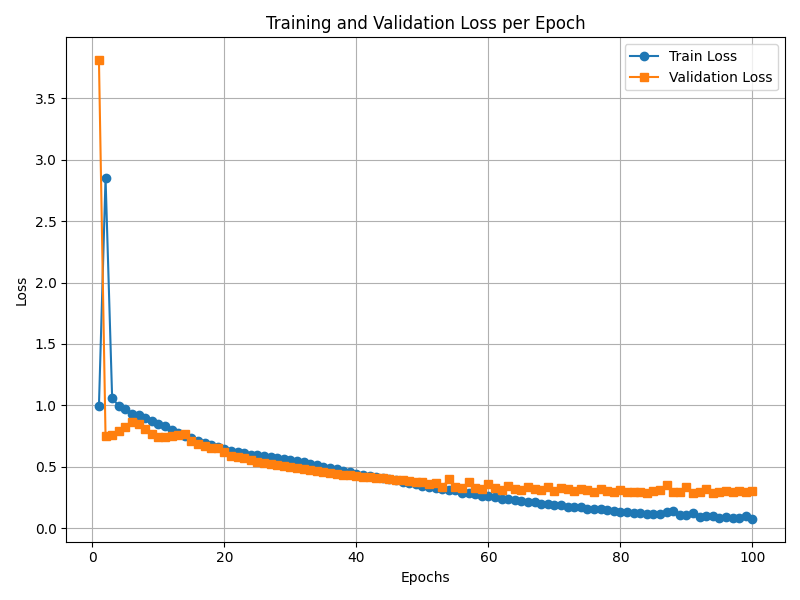 Training and Validation Loss per Epoch
Train Loss
Validation Loss
3.5
3.0
2.5
2.0
1.5
1.0
0.5
0.0
Loss
0 20 40 60 80 100
Epochs